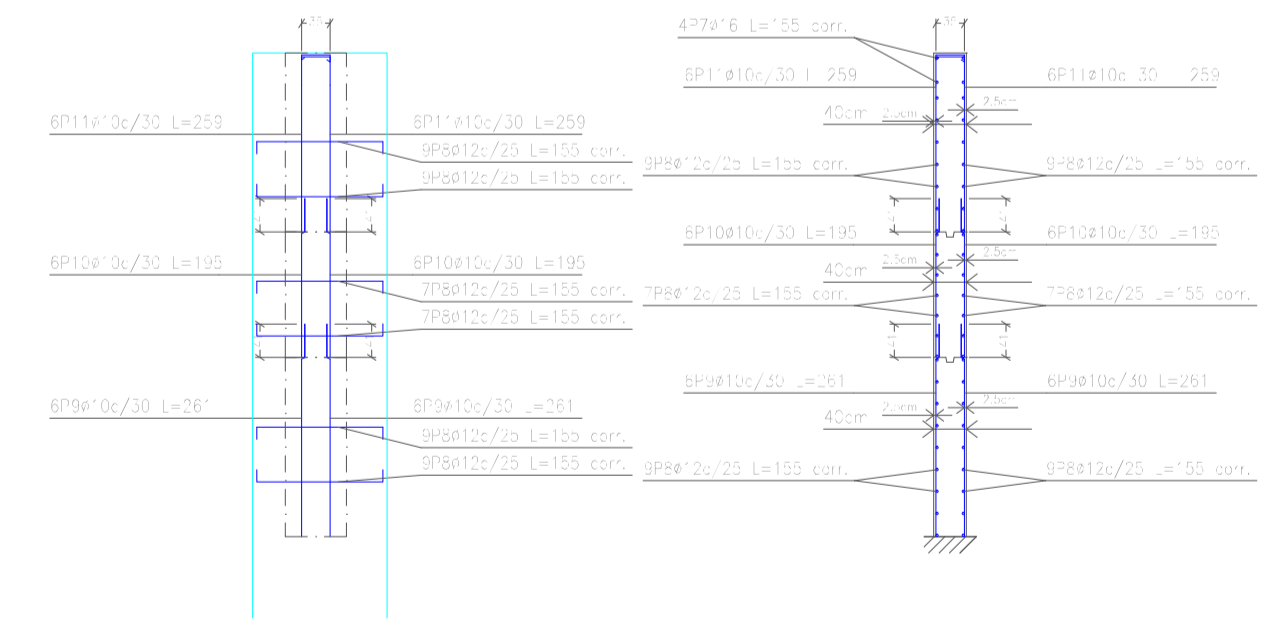 35
6P11ø10c/30 L=259
6P11ø10c/30 L=259
9P8ø12c/25 L=155 corr.
9P8ø12c/25 L=155 corr.
6P10ø10c/30 L=195
6P10ø10c/30 L=195
7P8ø12c/25 L=155 corr.
7P8ø12c/25 L=155 corr.
41
6P9ø10c/30 L=261
6P9ø10c/30 L=261
9P8ø12c/25 L=155 corr.
9P8ø12c/25 L=155 corr.
4P7ø16 L=155 corr.
35
6P11ø10c/30 L=259
6P11ø10c/30 L=259
40cm
2.5cm
2.5cm
9P8ø12c/25 L=155 corr.
9P8ø12c/25 L=155 corr.
6P10ø10c/30 L=195
6P10ø10c/30 L=195
40cm
2.5cm
2.5cm
7P8ø12c/25 L=155 corr.
7P8ø12c/25 L=155 corr.
41
41
6P9ø10c/30 L=261
6P9ø10c/30 L=261
40cm
2.5cm
2.5cm
9P8ø12c/25 L=155 corr.
9P8ø12c/25 L=155 corr.